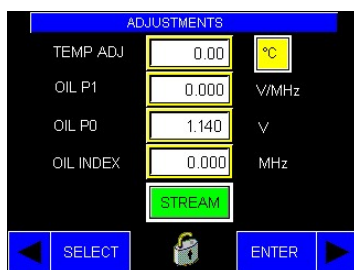 ADJUSTMENTS
TEMP ADJ 0.00 °C
OIL P1 0.000 V/MHz
OIL P0 1.140 V
OIL INDEX 0.000 MHz
STREAM
SELECT ENTER